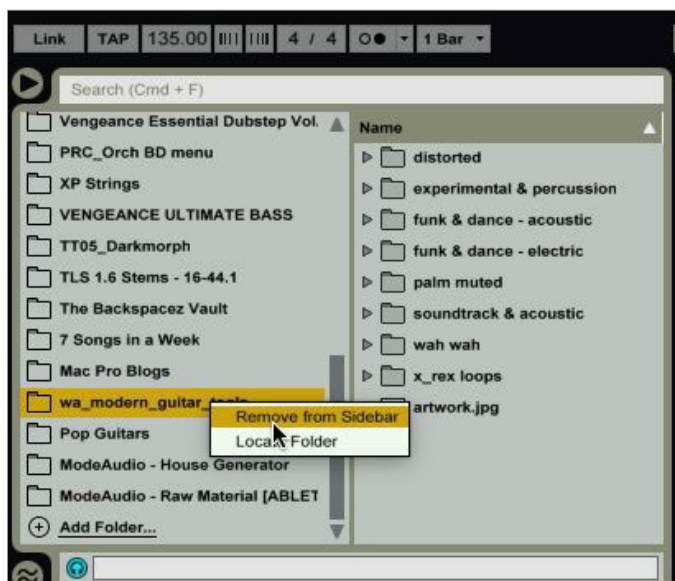 Link TAP 135.00 4 / 4 1 Bar
Search (Cmd + F)
Vengeance Essential Dubstep Vol.
PRC_Orch BD menu
XP Strings
VENGEANCE ULTIMATE BASS
TT05_Darkmorph
TLS 1.6 Stems - 16-44.1
The Backspacez Vault
7 Songs in a Week
Mac Pro Blogs
wa_modern_guitar_tools
Pop Guitars
ModeAudio - House Generator
ModeAudio - Raw Material [ABLET
Add Folder...
Remove from Sidebar
Locate Folder
Name
distorted
experimental & percussion
funk & dance - acoustic
funk & dance - electric
palm muted
soundtrack & acoustic
wah wah
x_rex loops
artwork.jpg